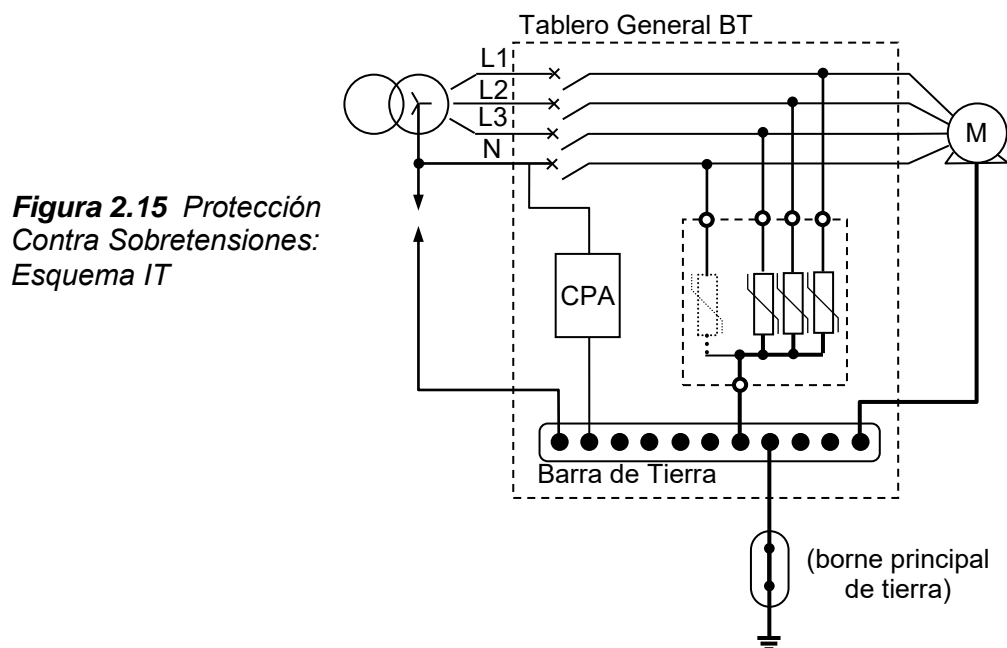 Tablero General BT
L1
L2
L3
N
M
Figura 2.15 Protección
Contra Sobretensiones:
Esquema IT
CPA
Barra de Tierra
(borne principal
de tierra)